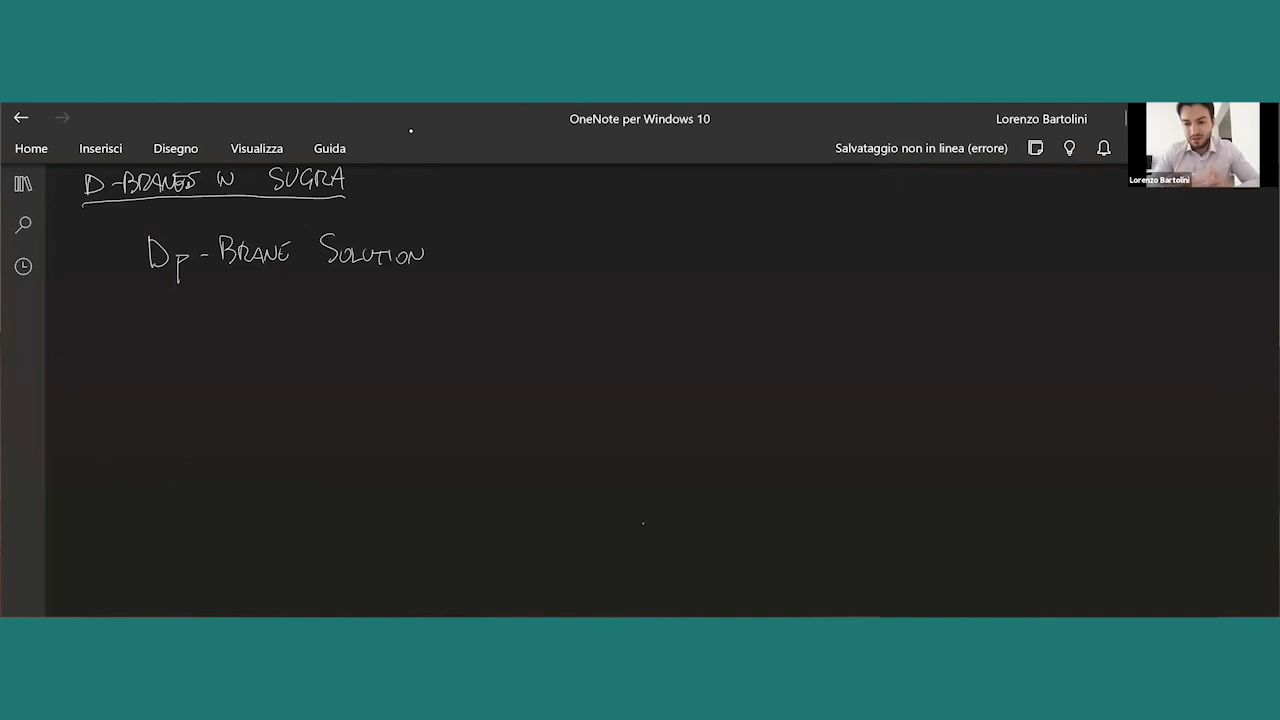 OneNote per Windows 10
Lorenzo Bartolini
Home Inserisci Disegno Visualizza Guida
Salvataggio non in linea (errore)
Lorenzo Bartolini
D-BRANES IN SUGRA
Dp-BRANE SOLUTION